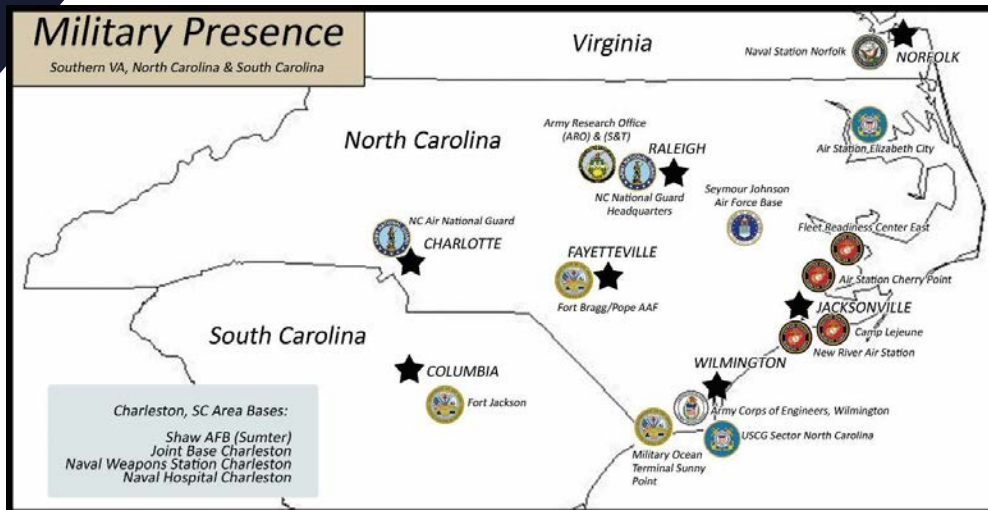 Military Presence
Southern VA, North Carolina & South Carolina
Virginia
Naval Station Norfolk
NORFOLK
North Carolina
Army Research Office
(ARO) & (S&T)
RALEIGH
NC National Guard
Headquarters
Air Station Elizabeth City
Seymour Johnson
Air Force Base
NC Air National Guard
CHARLOTTE
Fleet Readiness Center East
FAYETTEVILLE
Fort Bragg/Pope AAF
Air Station Cherry Point
JACKSONVILLE
Camp Lejeune
New River Air Station
South Carolina
COLUMBIA
Fort Jackson
WILMINGTON
Army Corps of Engineers, Wilmington
USCG Sector North Carolina
Military Ocean
Terminal Sunny
Point
Charleston, SC Area Bases:
Shaw AFB (Sumter)
Joint Base Charleston
Naval Weapons Station Charleston
Naval Hospital Charleston